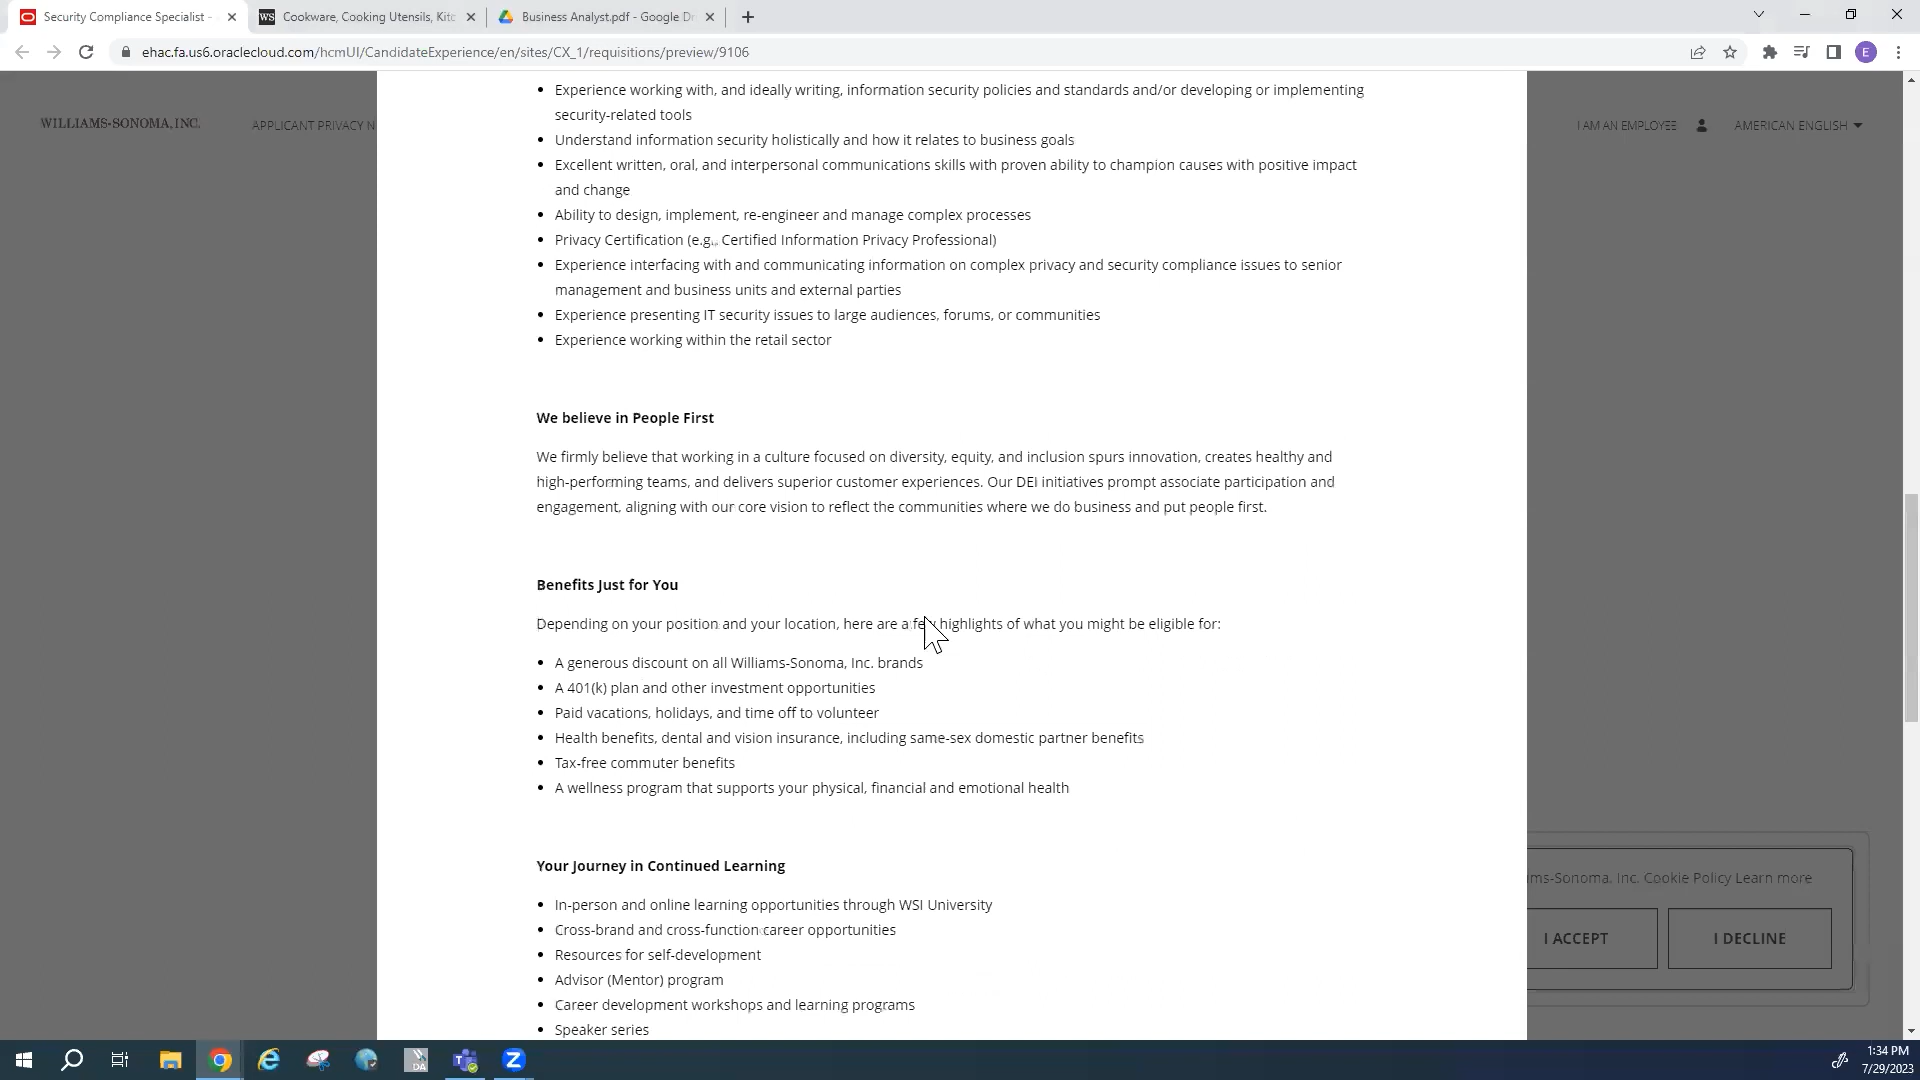 Security Compliance Specialist -
Cookware, Cooking Utensils, Kitc
Business Analyst.pdf - Google Dr
ehac.fa.us6.oraclecloud.com/hcmUI/CandidateExperience/en/sites/CX_1/requisitions/preview/9106
E
WILLIAMS-SONOMA, INC.
APPLICANT PRIVACY N
I AM AN EMPLOYEE
AMERICAN ENGLISH
• Experience working with, and ideally writing, information security policies and standards and/or developing or implementing
security-related tools
• Understand information security holistically and how it relates to business goals
• Excellent written, oral, and interpersonal communications skills with proven ability to champion causes with positive impact
and change
• Ability to design, implement, re-engineer and manage complex processes
• Privacy Certification (e.g., Certified Information Privacy Professional)
• Experience interfacing with and communicating information on complex privacy and security compliance issues to senior
management and business units and external parties
• Experience presenting IT security issues to large audiences, forums, or communities
• Experience working within the retail sector
We believe in People First
We firmly believe that working in a culture focused on diversity, equity, and inclusion spurs innovation, creates healthy and
high-performing teams, and delivers superior customer experiences. Our DEI initiatives prompt associate participation and
engagement, aligning with our core vision to reflect the communities where we do business and put people first.
Benefits Just for You
Depending on your position and your location, here are a few highlights of what you might be eligible for:
• A generous discount on all Williams-Sonoma, Inc. brands
• A 401(k) plan and other investment opportunities
• Paid vacations, holidays, and time off to volunteer
• Health benefits, dental and vision insurance, including same-sex domestic partner benefits
• Tax-free commuter benefits
• A wellness program that supports your physical, financial and emotional health
Your Journey in Continued Learning
• In-person and online learning opportunities through WSI University
• Cross-brand and cross-function career opportunities
• Resources for self-development
• Advisor (Mentor) program
• Career development workshops and learning programs
• Speaker series
ms-Sonoma, Inc. Cookie Policy Learn more
I ACCEPT
I DECLINE
1:34 PM
7/29/2023